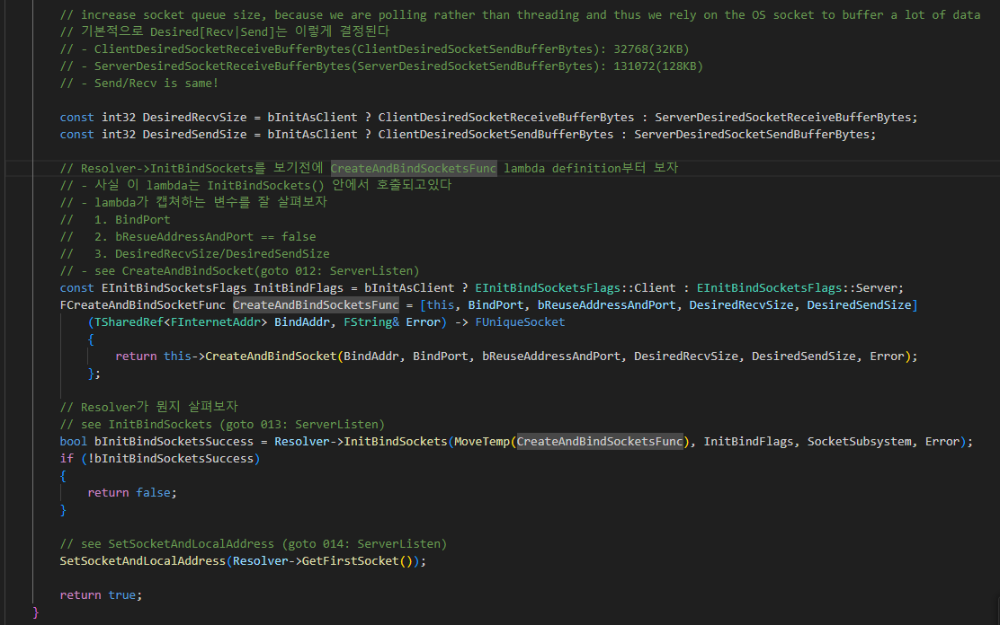 // increase socket queue size, because we are polling rather than threading and thus we rely on the OS socket to buffer a lot of data
// 기본적으로 Desired[Recv|Send]는 이렇게 결정된다
// - ClientDesiredSocketReceiveBufferBytes(ClientDesiredSocketSendBufferBytes): 32768(32KB)
// - ServerDesiredSocketReceiveBufferBytes(ServerDesiredSocketSendBufferBytes): 131072(128KB)
// - Send/Recv is same!
const int32 DesiredRecvSize = bInitAsClient ? ClientDesiredSocketReceiveBufferBytes : ServerDesiredSocketReceiveBufferBytes;
const int32 DesiredSendSize = bInitAsClient ? ClientDesiredSocketSendBufferBytes : ServerDesiredSocketSendBufferBytes;
// Resolver->InitBindSockets를 보기전에 CreateAndBindSocketsFunc lambda definition부터 보자
// - 사실 이 lambda는 InitBindSockets() 안에서 호출되고있다
// - lambda가 캡쳐하는 변수를 잘 살펴보자
//   1. BindPort
//   2. bResueAddressAndPort == false
//   3. DesiredRecvSize/DesiredSendSize
// - see CreateAndBindSocket(goto 012: ServerListen)
const EInitBindSocketsFlags InitBindFlags = bInitAsClient ? EInitBindSocketsFlags::Client : EInitBindSocketsFlags::Server;
FCreateAndBindSocketFunc CreateAndBindSocketsFunc = [this, BindPort, bReuseAddressAndPort, DesiredRecvSize, DesiredSendSize]
(TSharedRef<FInternetAddr> BindAddr, FString& Error) -> FUniqueSocket
{
return this->CreateAndBindSocket(BindAddr, BindPort, bReuseAddressAndPort, DesiredRecvSize, DesiredSendSize, Error);
};
// Resolver가 뭔지 살펴보자
// see InitBindSockets (goto 013: ServerListen)
bool bInitBindSocketsSuccess = Resolver->InitBindSockets(MoveTemp(CreateAndBindSocketsFunc), InitBindFlags, SocketSubsystem, Error);
if (!bInitBindSocketsSuccess)
{
return false;
}
// see SetSocketAndLocalAddress (goto 014: ServerListen)
SetSocketAndLocalAddress(Resolver->GetFirstSocket());
return true;
}